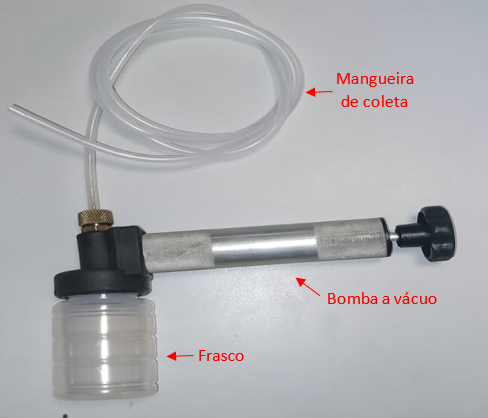 Mangueira
de coleta
Bomba a vácuo
Frasco